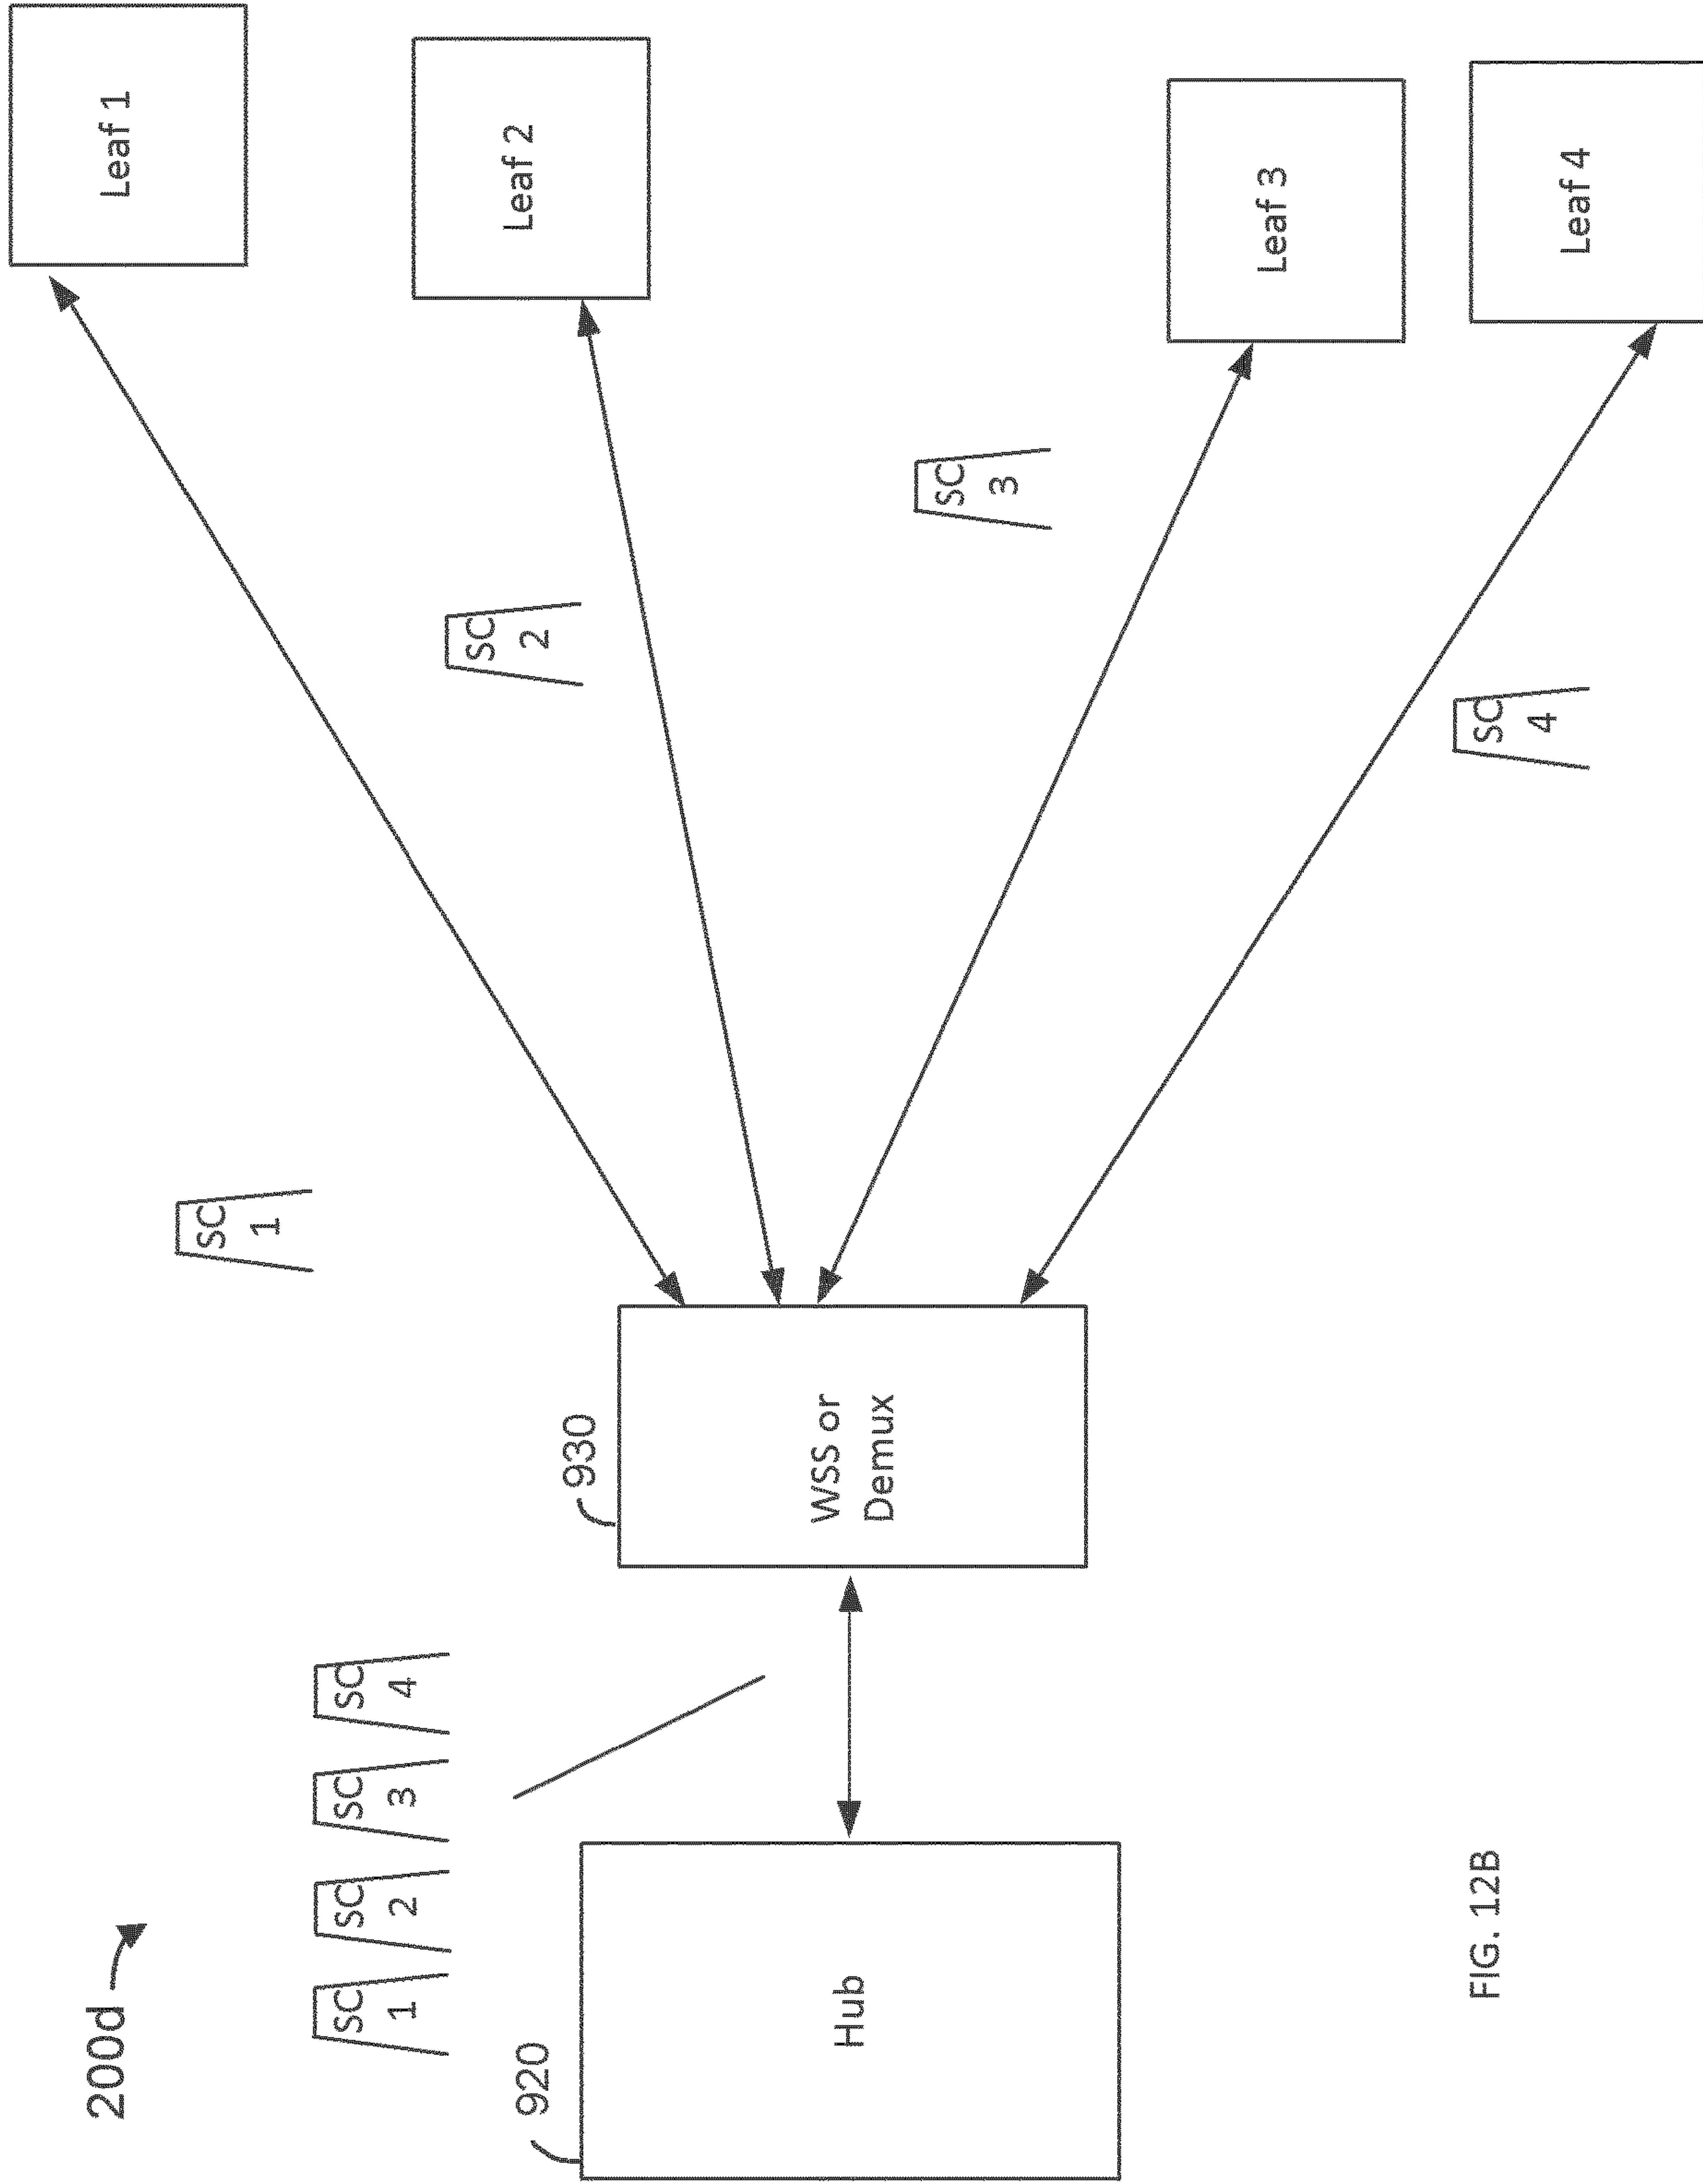 200d
SC
1
SC
2
SC
3
SC
4
920
Hub
930
WSS or
Demux
SC
1
SC
2
SC
3
SC
4
Leaf 1
Leaf 2
Leaf 3
Leaf 4
FIG. 12B